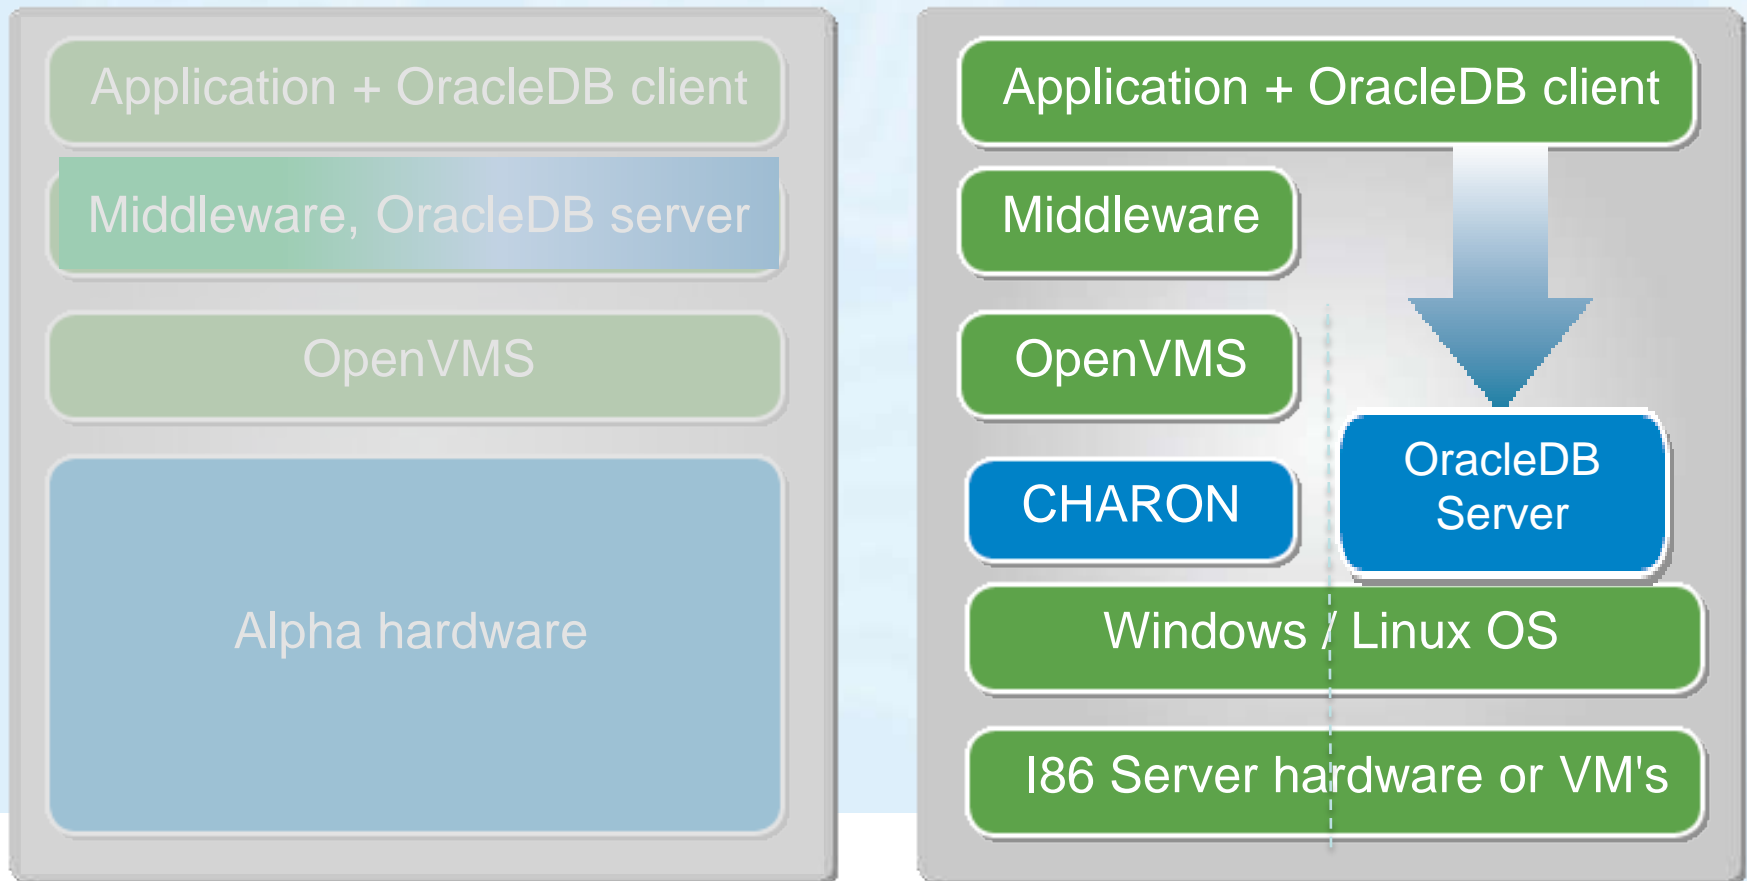 Application + OracleDB client
Middleware, OracleDB server
OpenVMS
Alpha hardware
Application + OracleDB client
Middleware
OpenVMS
CHARON
OracleDB
Server
Windows / Linux OS
I86 Server hardware or VM's